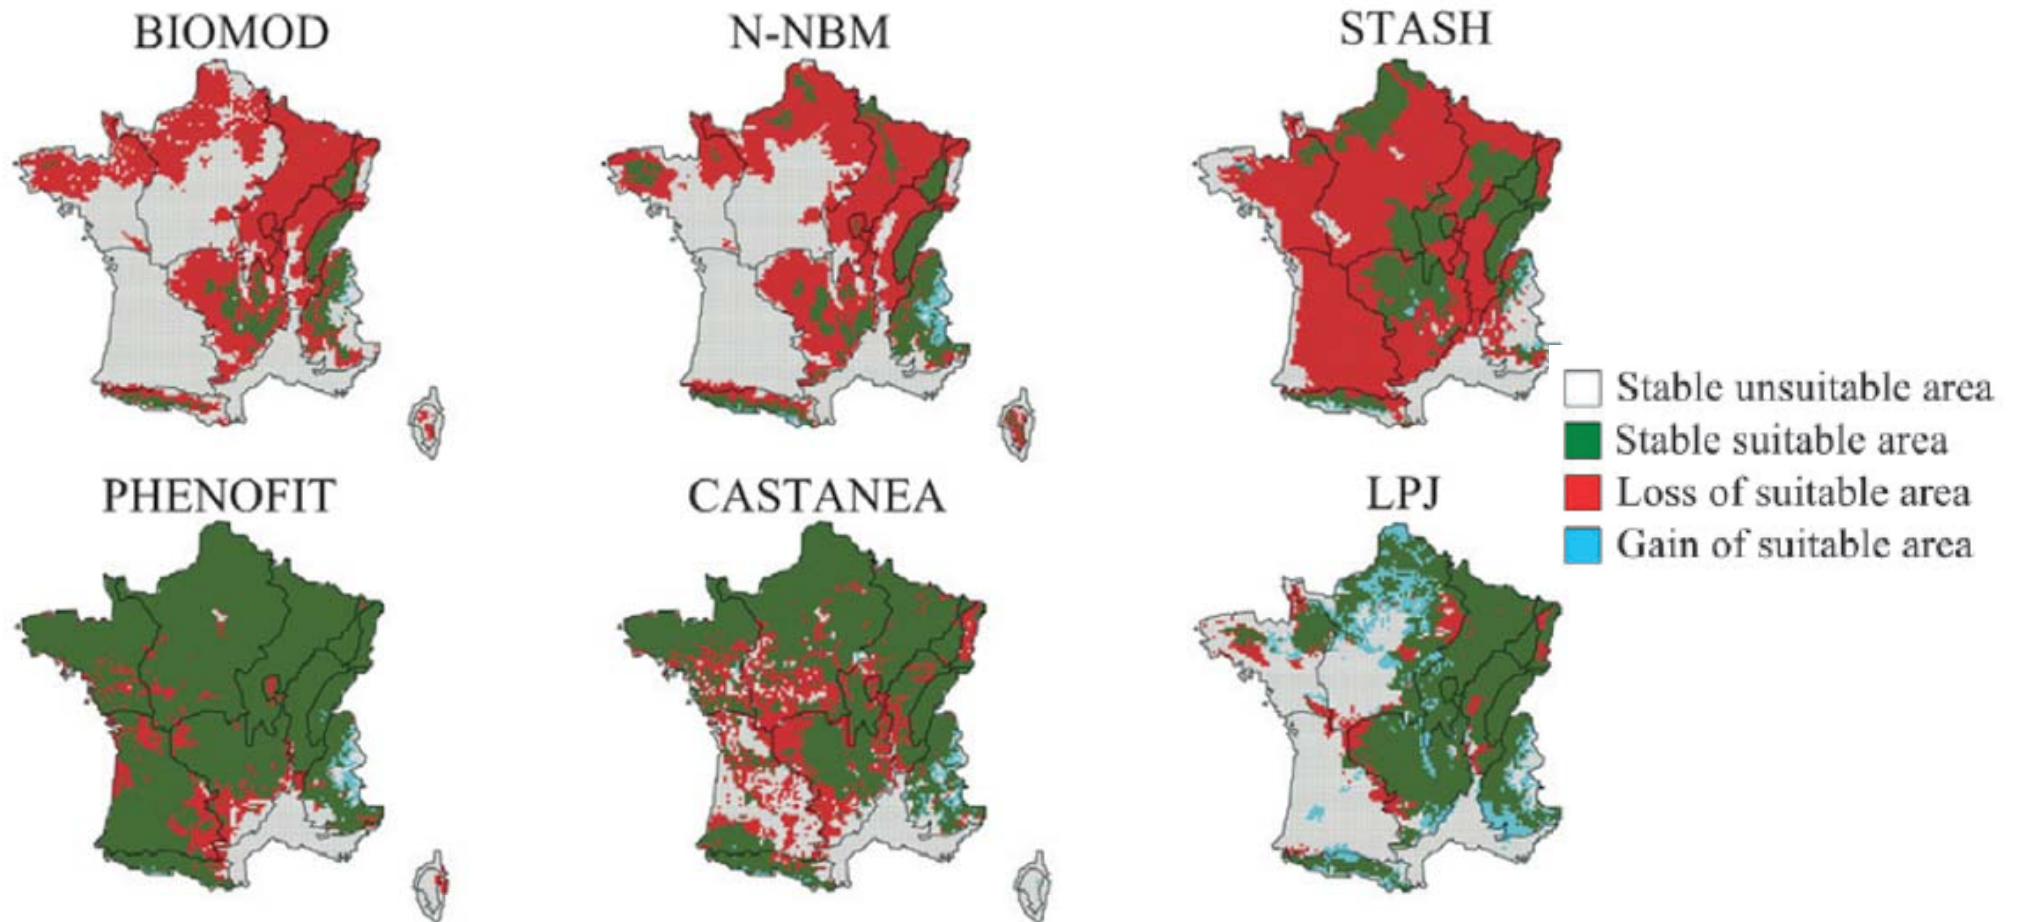 BIOMOD
N-NBM
STASH
PHENOFIT
CASTANEA
LPJ
Stable unsuitable area
Stable suitable area
Loss of suitable area
Gain of suitable area